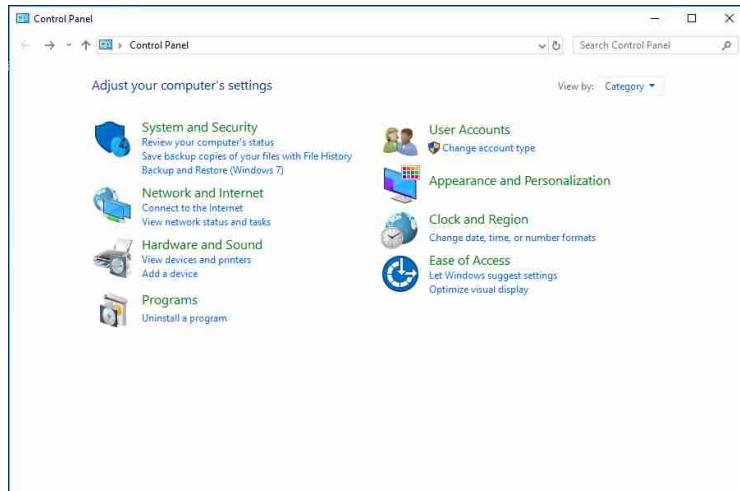 Control Panel
Control Panel
Search Control Panel
Adjust your computer's settings
View by: Category
System and Security
Review your computer's status
Save backup copies of your files with File History
Backup and Restore (Windows 7)
Network and Internet
Connect to the Internet
View network status and tasks
Hardware and Sound
View devices and printers
Add a device
Programs
Uninstall a program
User Accounts
Change account type
Appearance and Personalization
Clock and Region
Change date, time, or number formats
Ease of Access
Let Windows suggest settings
Optimize visual display